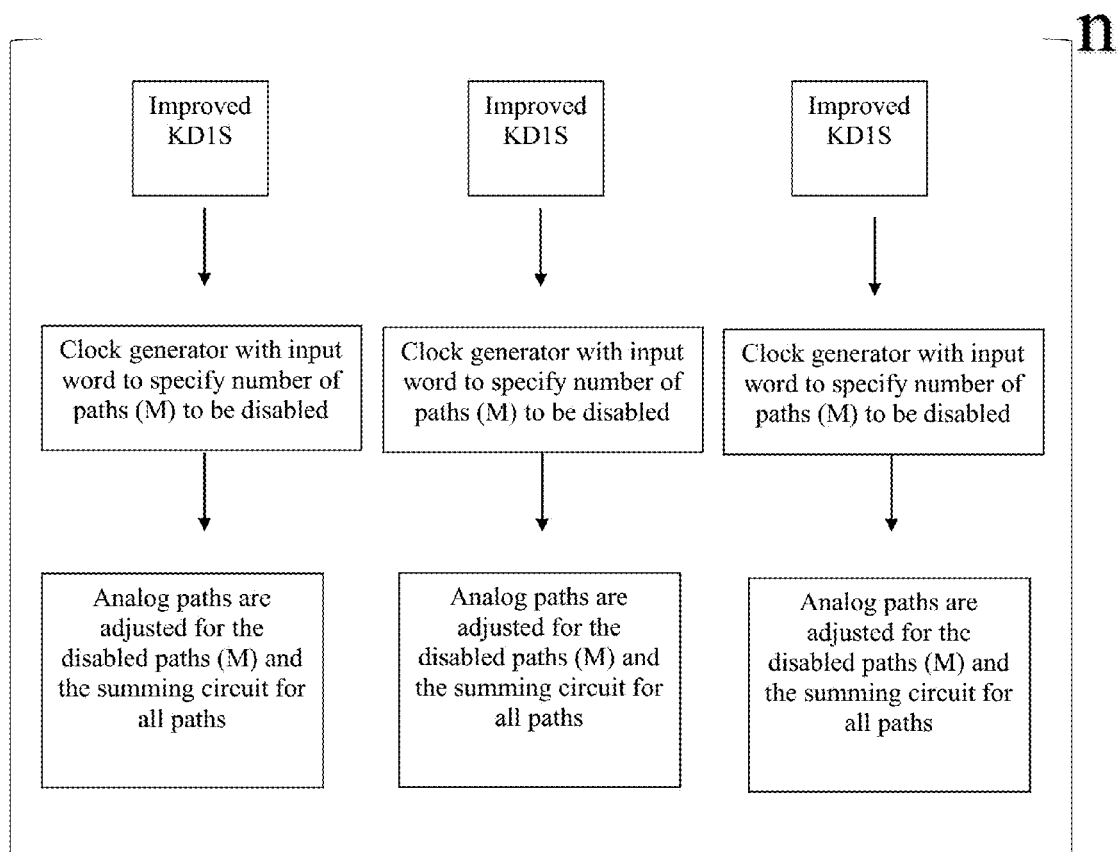 n
Improved
KD1S
Improved
KD1S
Improved
KD1S
Clock generator with input
word to specify number of
paths (M) to be disabled
Clock generator with input
word to specify number of
paths (M) to be disabled
Clock generator with input
word to specify number of
paths (M) to be disabled
Analog paths are
adjusted for the
disabled paths (M) and
the summing circuit for
all paths
Analog paths are
adjusted for the
disabled paths (M) and
the summing circuit for
all paths
Analog paths are
adjusted for the
disabled paths (M) and
the summing circuit for
all paths